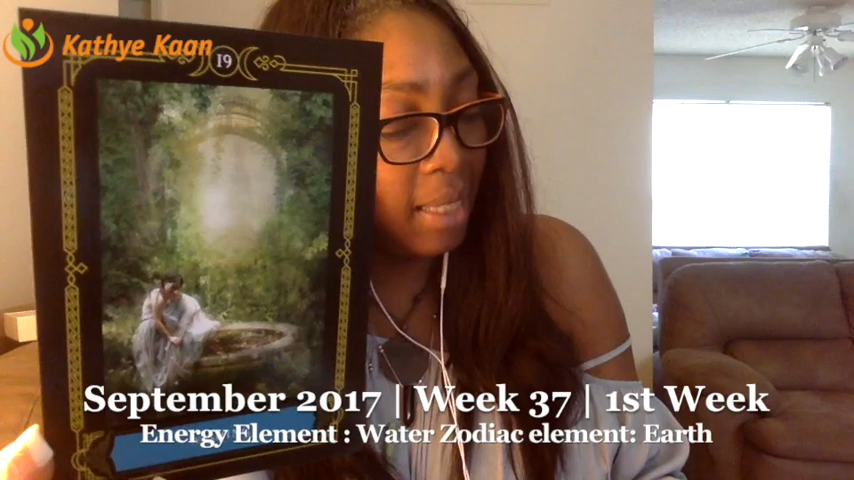 Kathye Kaan
19
September 2017 | Week 37 | 1st Week
Energy Element : Water Zodiac element: Earth